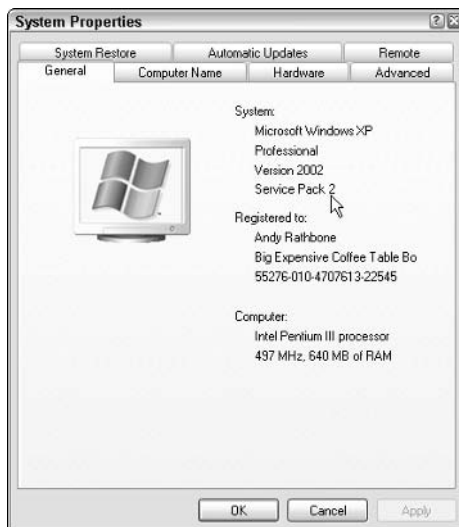 System Properties
System Restore Automatic Updates Remote
General Computer Name Hardware Advanced
System:
Microsoft Windows XP
Professional
Version 2002
Service Pack 2
Registered to:
Andy Rathbone
Big Expensive Coffee Table Bo
55276-010-4707613-22545
Computer:
Intel Pentium III processor
497 MHz, 640 MB of RAM
OK Cancel Apply